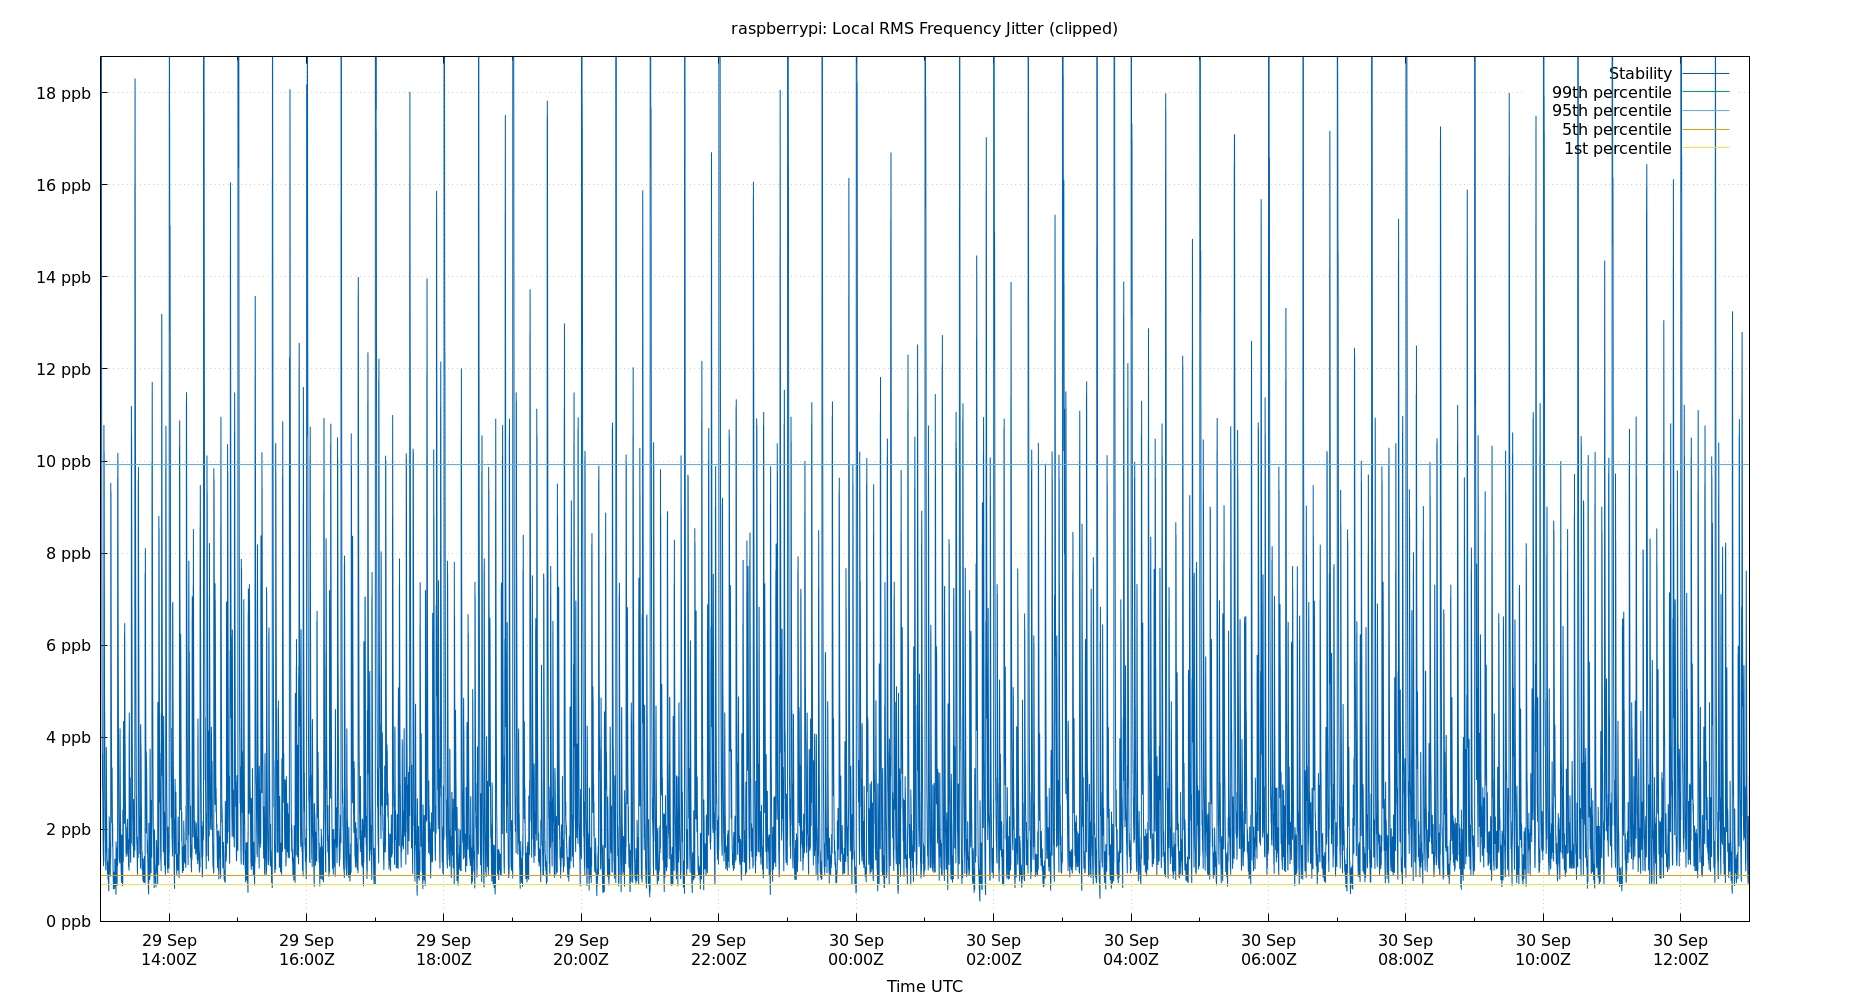 raspberrypi: Local RMS Frequency Jitter (clipped)
Stability
99th percentile
95th percentile
5th percentile
1st percentile
18 ppb
16 ppb
14 ppb
12 ppb
10 ppb
8 ppb
6 ppb
4 ppb
2 ppb
0 ppb
29 Sep 29 Sep 29 Sep 29 Sep 29 Sep 30 Sep 30 Sep 30 Sep 30 Sep 30 Sep 30 Sep 30 Sep
14:00Z 16:00Z 18:00Z 20:00Z 22:00Z 00:00Z 02:00Z 04:00Z 06:00Z 08:00Z 10:00Z 12:00Z
Time UTC